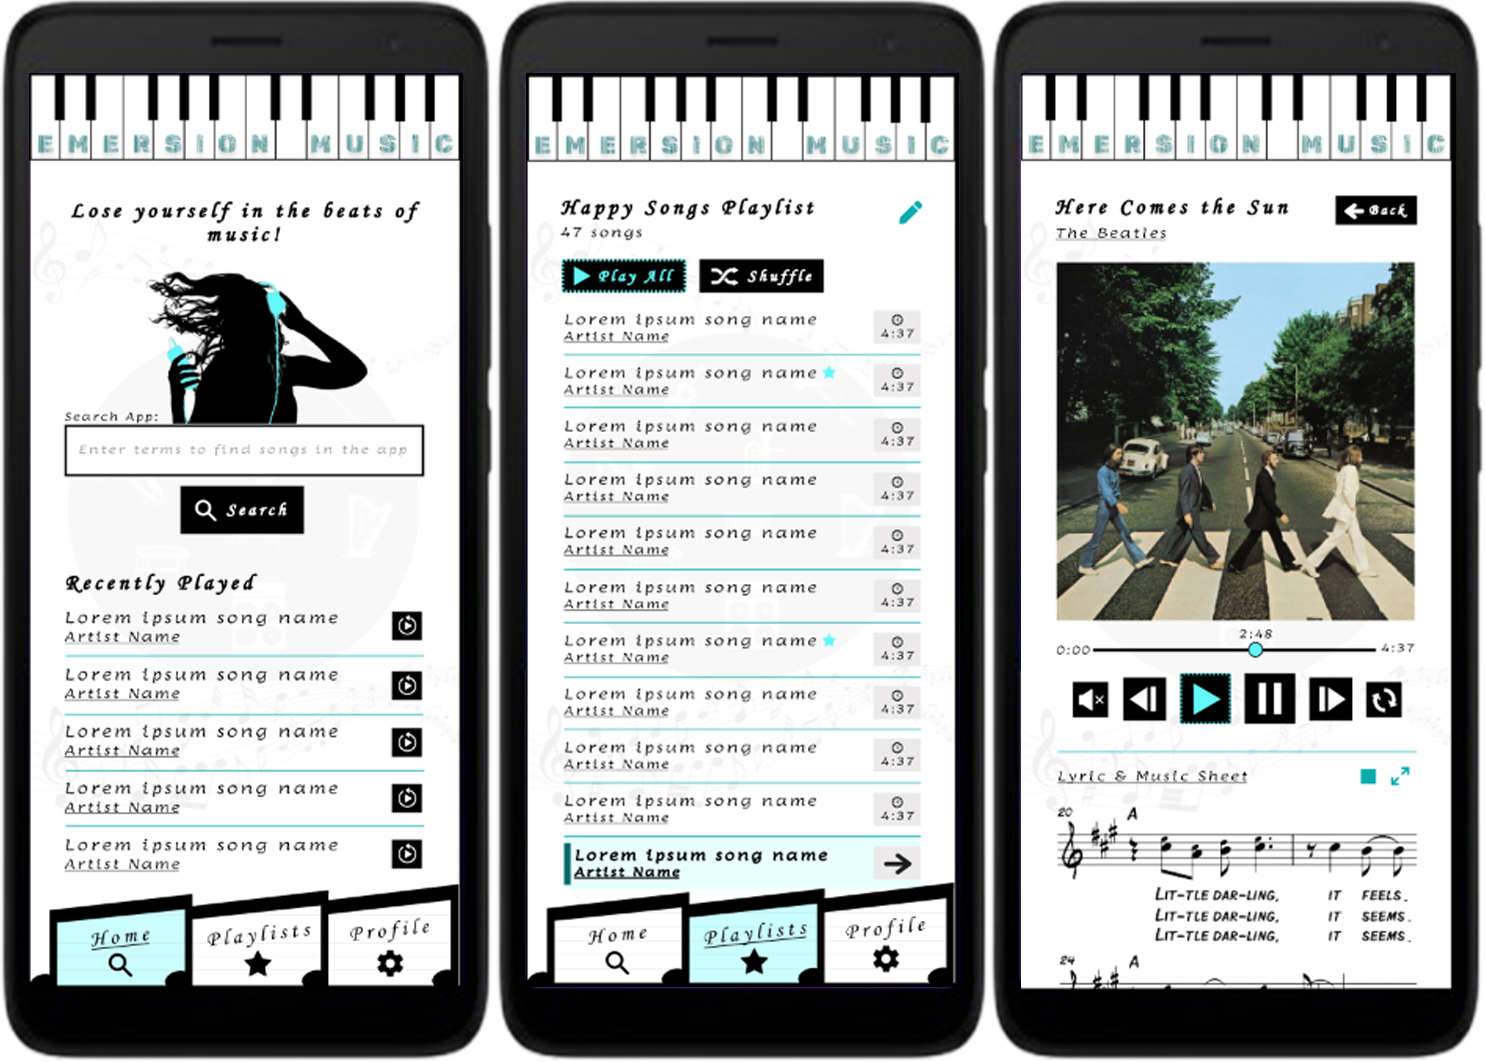 EMERSION MUSIC
Lose yourself in the beats of
music!
Search App:
Enter terms to find songs in the app
Search
Recently Played
Lorem ipsum song name
Artist Name
Lorem ipsum song name
Artist Name
Lorem ipsum song name
Artist Name
Lorem ipsum song name
Artist Name
Lorem ipsum song name
Artist Name
Home
Playlists
Profile
EMERSION MUSIC
Happy Songs Playlist
47 songs
Play All
Shuffle
Lorem ipsum song name
Artist Name
4:37
Lorem ipsum song name
Artist Name
4:37
Lorem ipsum song name
Artist Name
4:37
Lorem ipsum song name
Artist Name
4:37
Lorem ipsum song name
Artist Name
4:37
Lorem ipsum song name
Artist Name
4:37
Lorem ipsum song name
Artist Name
4:37
Lorem ipsum song name
Artist Name
4:37
Lorem ipsum song name
Artist Name
4:37
Lorem ipsum song name
Artist Name
4:37
Lorem ipsum song name
Artist Name
Home
Playlists
Profile
EMERSION MUSIC
Here Comes the Sun
Back
The Beatles
2:48
0:00
4:37
Lyric & Music Sheet
20 A
LIT-TLE DAR-LING, IT FEELS.
LIT-TLE DAR-LING, IT SEEMS.
LIT-TLE DAR-LING, IT SEEMS.
24 A